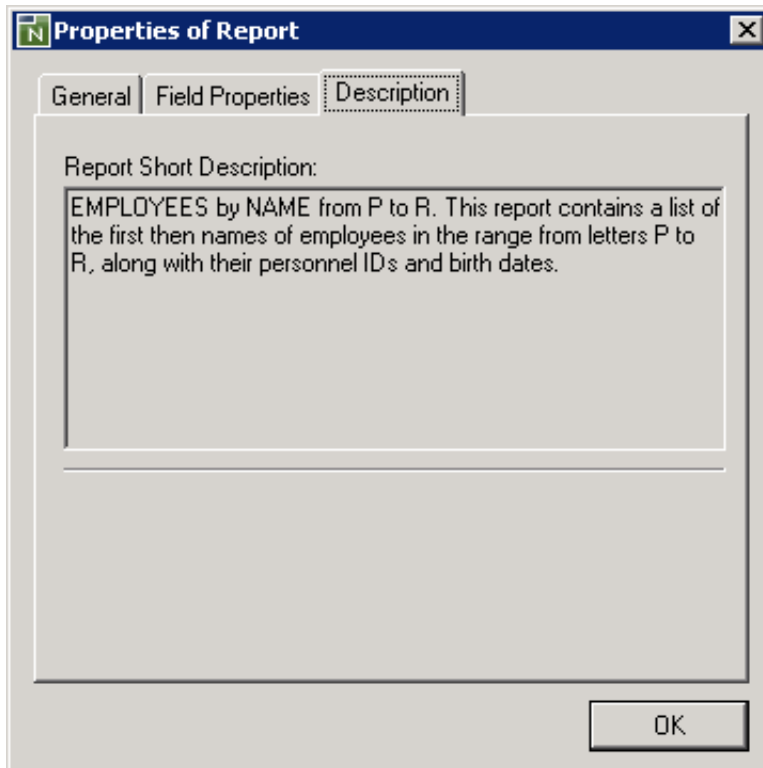 N Properties of Report
General Field Properties Description
Report Short Description:
EMPLOYEES by NAME from P to R. This report contains a list of
the first then names of employees in the range from letters P to
R, along with their personnel IDs and birth dates.
OK